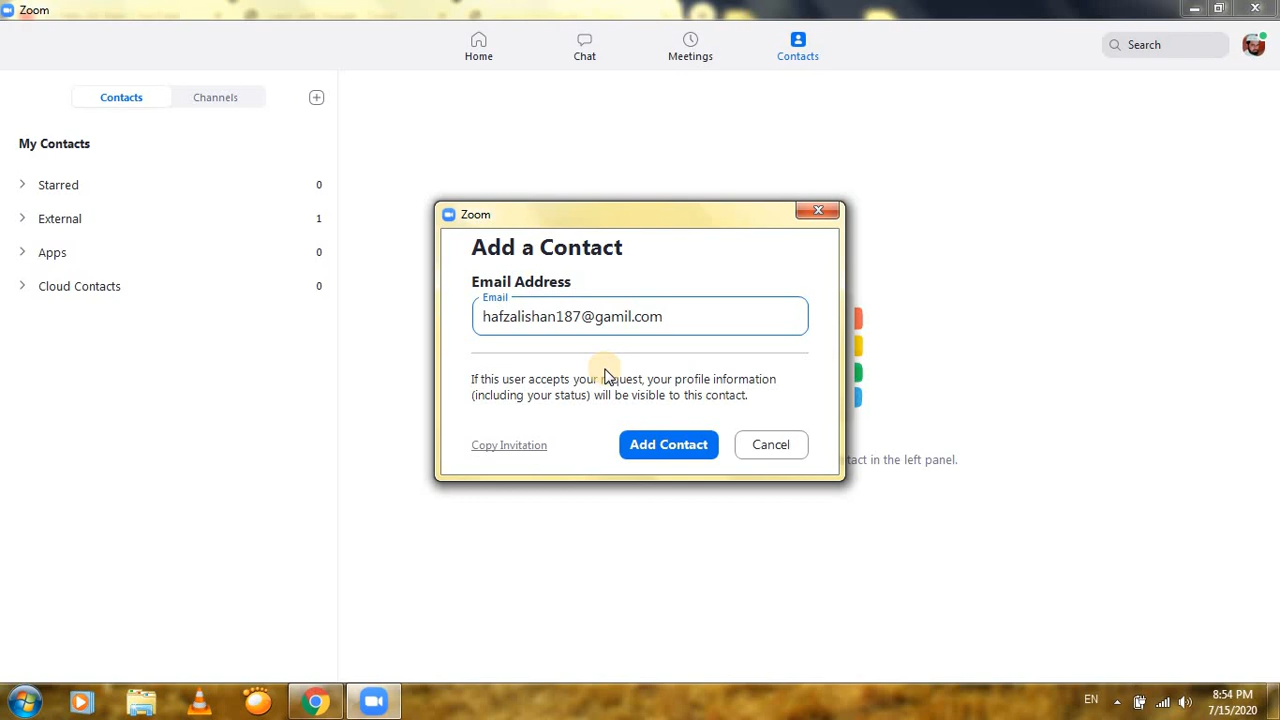 Zoom
Home
Chat
Meetings
Contacts
Search
Contacts
Channels
My Contacts
Starred 0
External 1
Apps 0
Cloud Contacts 0
Zoom
Add a Contact
Email Address
Email
hafzalishan187@gamil.com
If this user accepts your request, your profile information
(including your status) will be visible to this contact.
Copy Invitation
Add Contact
Cancel
tact in the left panel.
EN
8:54 PM
7/15/2020